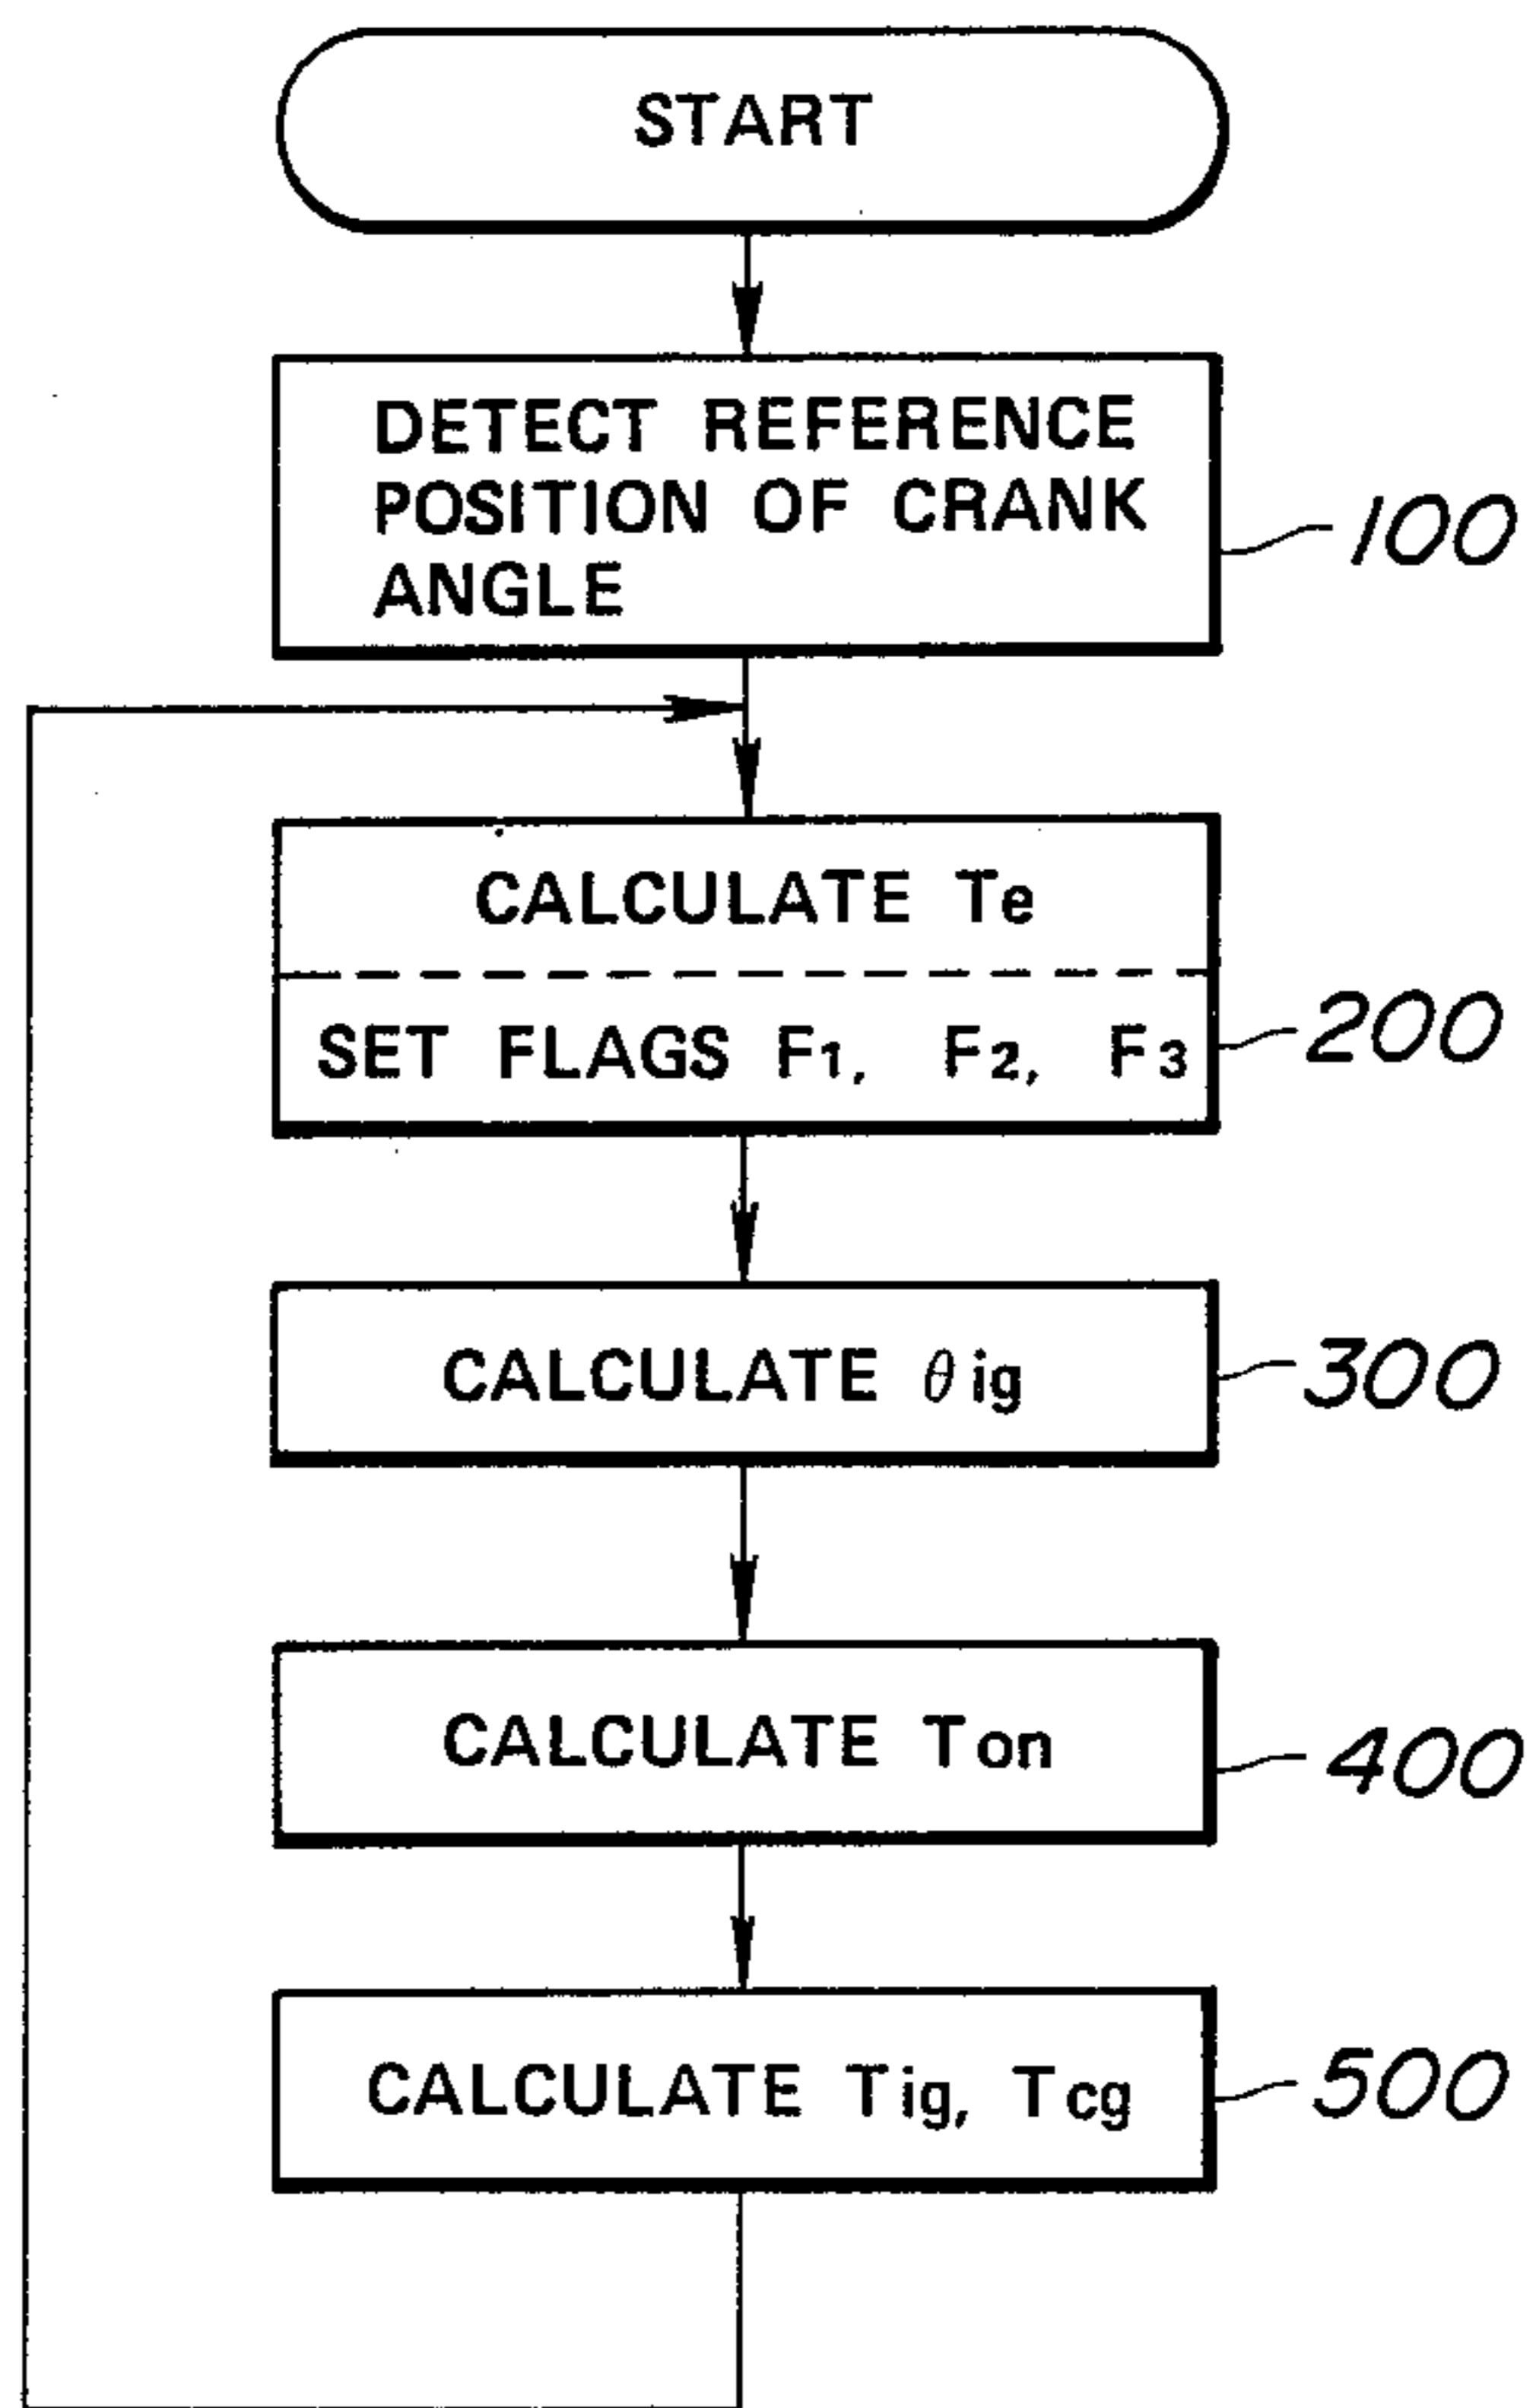 START
DETECT REFERENCE
POSITION OF CRANK
ANGLE
100
CALCULATE Te
SET FLAGS F1, F2, F3
200
CALCULATE θig
300
CALCULATE Ton
400
CALCULATE Tig, Tcg
500